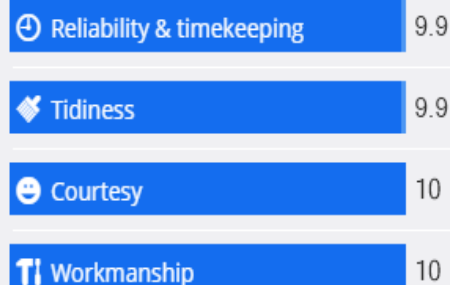 Reliability & timekeeping 9.9
Tidiness 9.9
Courtesy 10
Workmanship 10